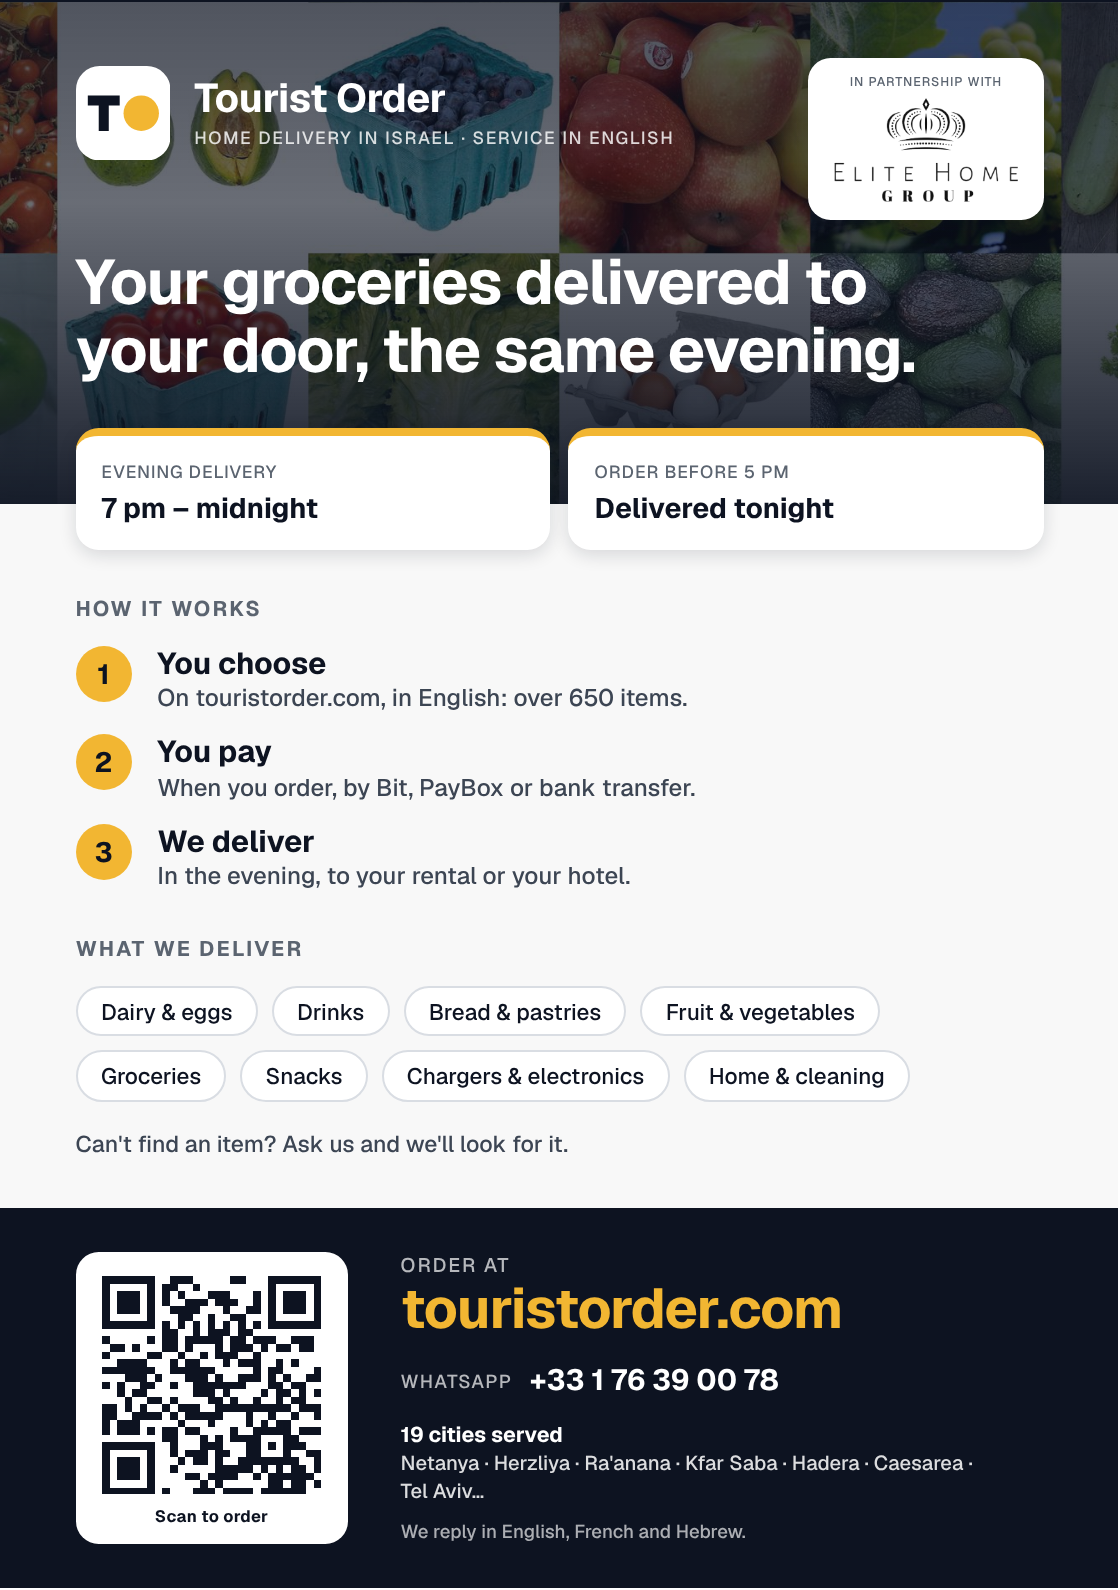 TO
Tourist Order
HOME DELIVERY IN ISRAEL · SERVICE IN ENGLISH
IN PARTNERSHIP WITH
ELITE HOME
GROUP
Your groceries delivered to
your door, the same evening.
EVENING DELIVERY
7 pm – midnight
ORDER BEFORE 5 PM
Delivered tonight
HOW IT WORKS
1
You choose
On touristorder.com, in English: over 650 items.
2
You pay
When you order, by Bit, PayBox or bank transfer.
3
We deliver
In the evening, to your rental or your hotel.
WHAT WE DELIVER
Dairy & eggs
Drinks
Bread & pastries
Fruit & vegetables
Groceries
Snacks
Chargers & electronics
Home & cleaning
Can't find an item? Ask us and we'll look for it.
Scan to order
ORDER AT
touristorder.com
WHATSAPP +33 1 76 39 00 78
19 cities served
Netanya · Herzliya · Ra'anana · Kfar Saba · Hadera · Caesarea ·
Tel Aviv...
We reply in English, French and Hebrew.